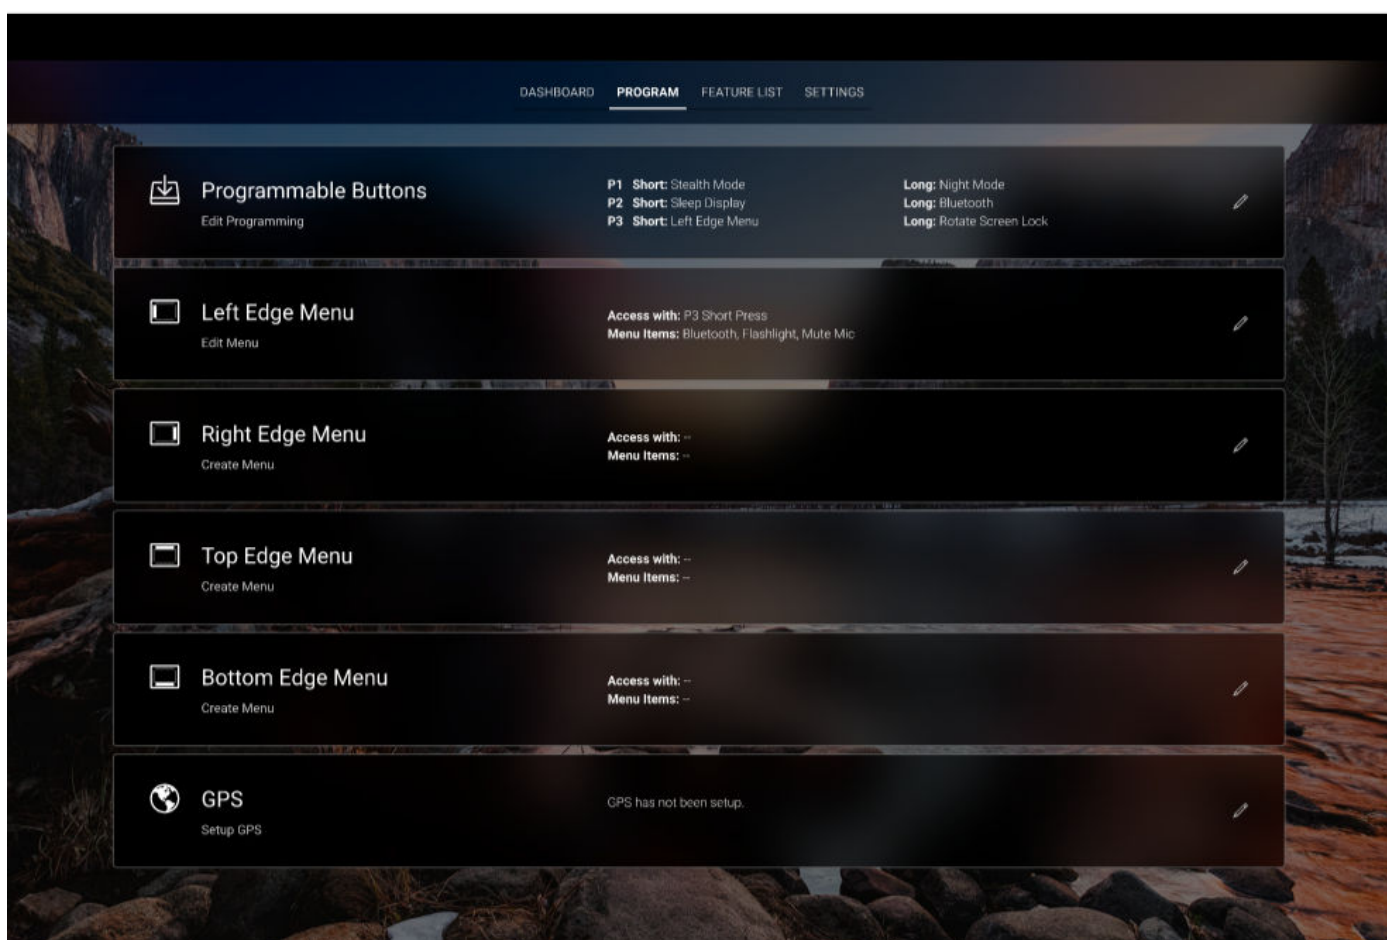 DASHBOARD PROGRAM FEATURE LIST SETTINGS
Programmable Buttons
Edit Programming
P1 Short: Stealth Mode Long: Night Mode
P2 Short: Sleep Display Long: Bluetooth
P3 Short: Left Edge Menu Long: Rotate Screen Lock
Left Edge Menu
Edit Menu
Access with: P3 Short Press
Menu Items: Bluetooth, Flashlight, Mute Mic
Right Edge Menu
Create Menu
Access with: --
Menu Items: --
Top Edge Menu
Create Menu
Access with: --
Menu Items: --
Bottom Edge Menu
Create Menu
Access with: --
Menu Items: --
GPS
Setup GPS
GPS has not been setup.